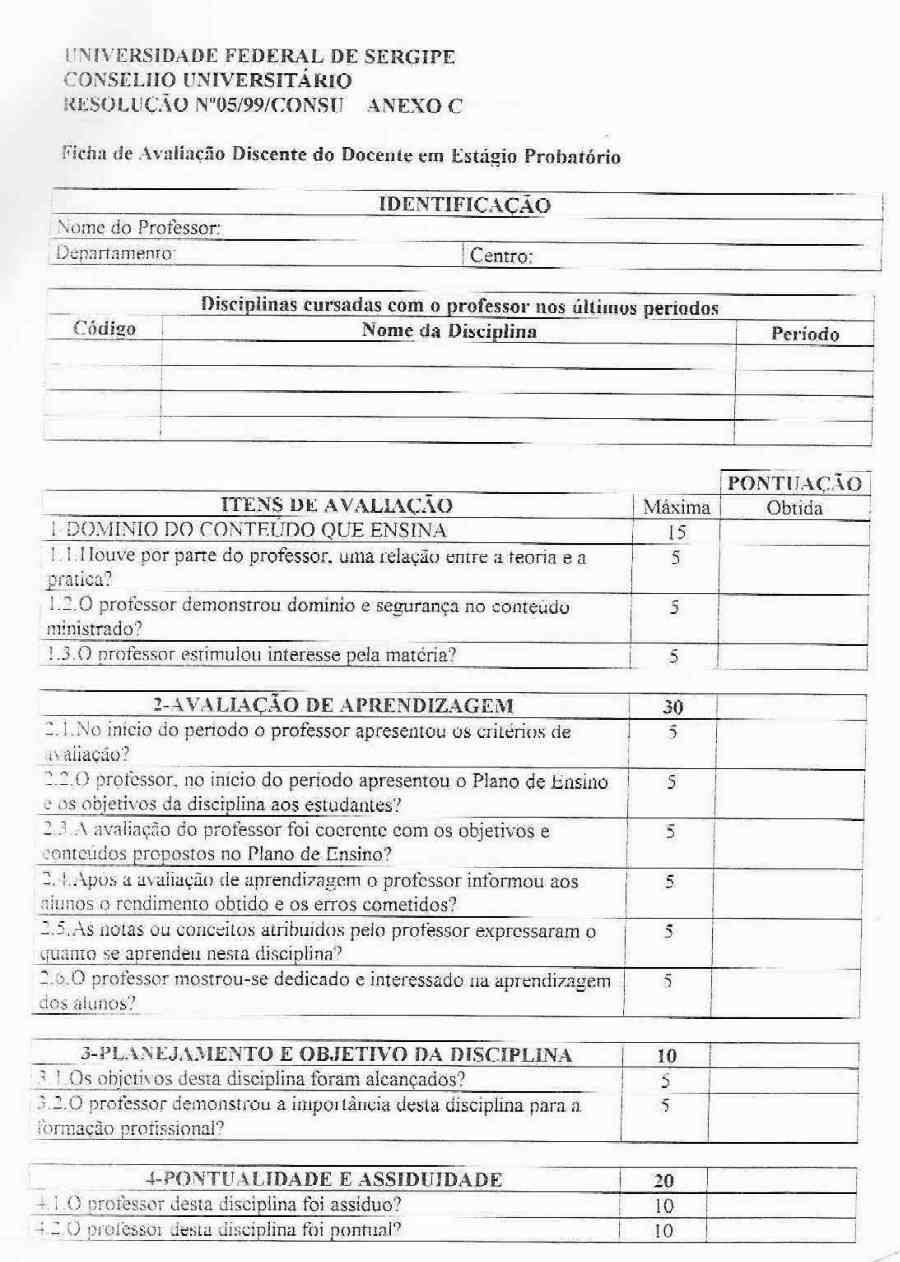 UNIVERSIDADE FEDERAL DE SERGIPE
CONSELHO UNIVERSITÁRIO
RESOLUÇÃO Nº05/99/CONSU ANEXO C
Ficha de Avaliação Discente do Docente em Estágio Probatório
IDENTIFICAÇÃO
Nome do Professor:
Departamento: Centro:
Disciplinas cursadas com o professor nos últimos períodos
Código Nome da Disciplina Período
PONTUAÇÃO
ITENS DE AVALIAÇÃO Máxima Obtida
1-DOMINIO DO CONTEÚDO QUE ENSINA 15
1.1.Houve por parte do professor, uma relação entre a teoria e a 5
pratica?
1.2.O professor demonstrou domínio e segurança no conteúdo 5
ministrado?
1.3.O professor estimulou interesse pela matéria? 5
2-AVALIAÇÃO DE APRENDIZAGEM 30
2.1.No início do período o professor apresentou os critérios de 5
avaliação?
2.2.O professor, no início do período apresentou o Plano de Ensino 5
e os objetivos da disciplina aos estudantes?
2.3.A avaliação do professor foi coerente com os objetivos e 5
conteúdos propostos no Plano de Ensino?
2.4.Após a avaliação de aprendizagem o professor informou aos 5
alunos o rendimento obtido e os erros cometidos?
2.5.As notas ou conceitos atribuídos pelo professor expressaram o 5
quanto se aprendeu nesta disciplina?
2.6.O professor mostrou-se dedicado e interessado na aprendizagem 5
dos alunos?
3-PLANEJAMENTO E OBJETIVO DA DISCIPLINA 10
3.1.Os objetivos desta disciplina foram alcançados? 5
3.2.O professor demonstrou a importância desta disciplina para a 5
formação profissional?
4-PONTUALIDADE E ASSIDUIDADE 20
4.1.O professor desta disciplina foi assíduo? 10
4.2.O professor desta disciplina foi pontual? 10